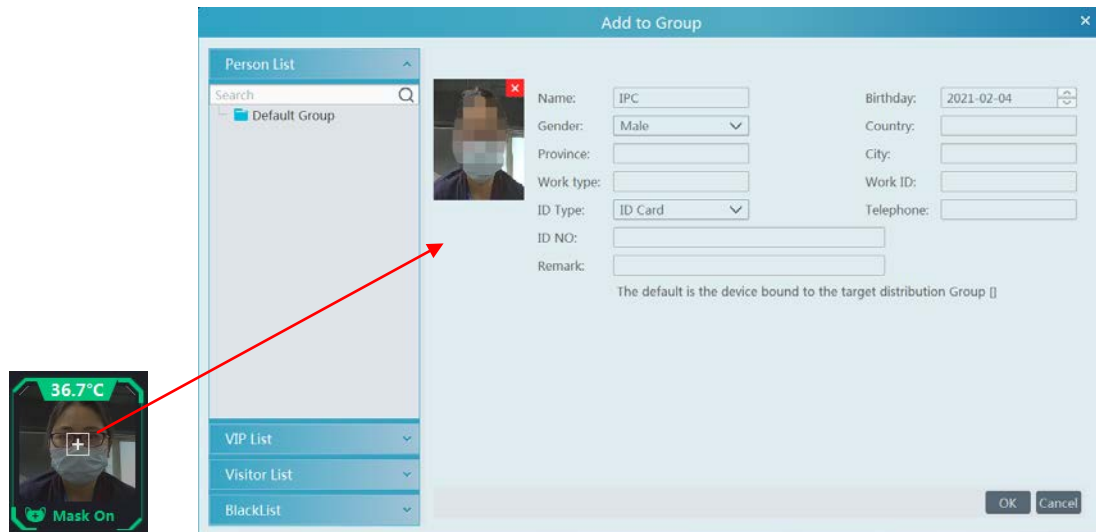 Add to Group
Person List
Search
Default Group
Name: IPC Birthday: 2021-02-04
Gender: Male Country:
Province: City:
Work type: Work ID:
ID Type: ID Card Telephone:
ID NO:
Remark:
The default is the device bound to the target distribution Group []
36.7°C
Mask On
VIP List
Visitor List
BlackList
OK Cancel